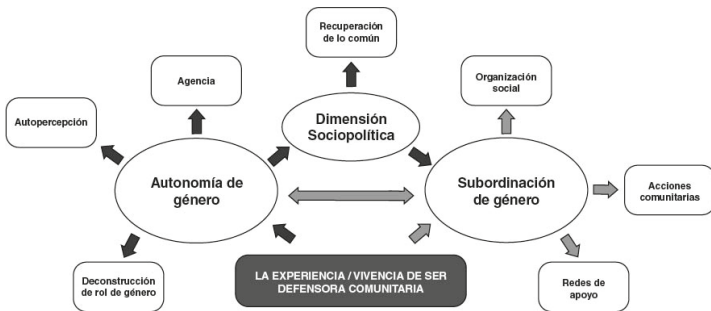 Recuperación
de lo común
Agencia
Organización
social
Autopercepción
Dimensión
Sociopolítica
Autonomía de
género
Subordinación
de género
Acciones
comunitarias
Deconstrucción
de rol de género
LA EXPERIENCIA / VIVENCIA DE SER
DEFENSORA COMUNITARIA
Redes de
apoyo